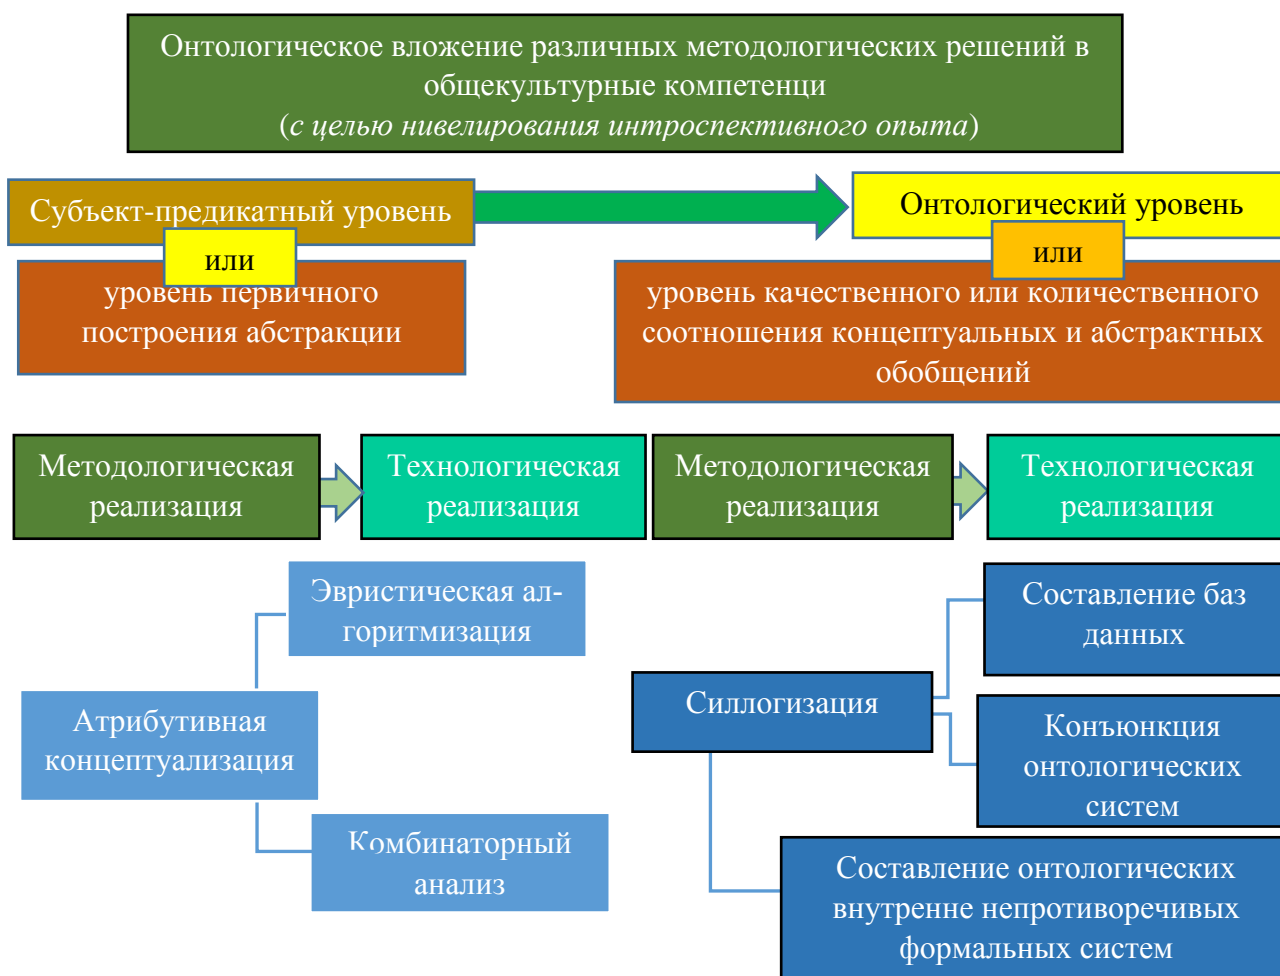 Онтологическое вложение различных методологических решений в
общекультурные компетенци
(с целью нивелирования интроспективного опыта)
Субъект-предикатный уровень
или
уровень первичного
построения абстракции
Онтологический уровень
или
уровень качественного или количественного
соотношения концептуальных и абстрактных
обобщений
Методологическая
реализация
Технологическая
реализация
Методологическая
реализация
Технологическая
реализация
Эвристическая ал-
горитмизация
Атрибутивная
концептуализация
Комбинаторный
анализ
Силлогизация
Составление баз
данных
Конъюнкция
онтологических
систем
Составление онтологических
внутренне непротиворечивых
формальных систем